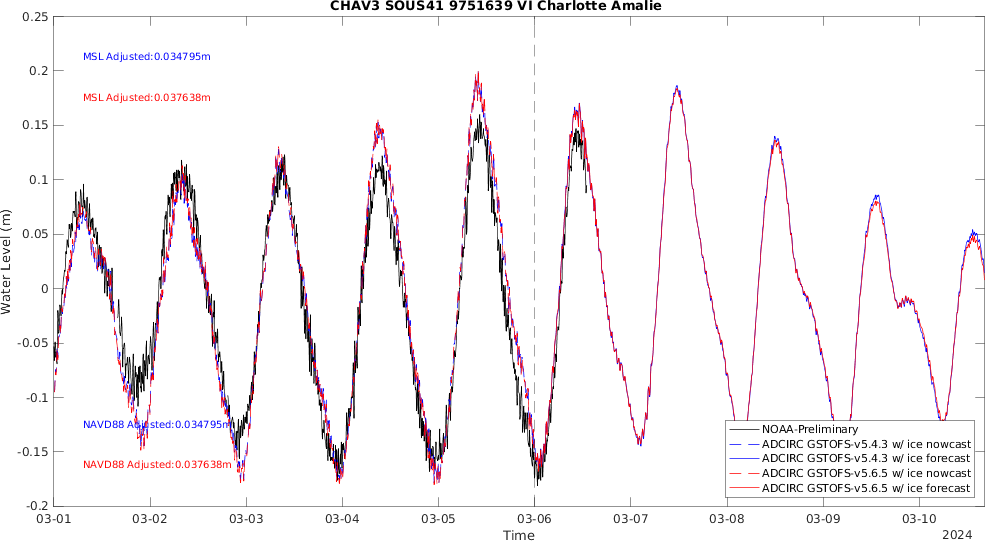 CHAV3 SOUS41 9751639 VI Charlotte Amalie
0.25
0.2
0.15
0.1
0.05
0
-0.05
-0.1
-0.15
-0.2
Water Level (m)
MSL Adjusted:0.034795m
MSL Adjusted:0.037638m
NAVD88 Adjusted:0.034795m
NAVD88 Adjusted:0.037638m
NOAA-Preliminary
ADCIRC GSTOFS-v5.4.3 w/ ice nowcast
ADCIRC GSTOFS-v5.4.3 w/ ice forecast
ADCIRC GSTOFS-v5.6.5 w/ ice nowcast
ADCIRC GSTOFS-v5.6.5 w/ ice forecast
03-01 03-02 03-03 03-04 03-05 03-06 03-07 03-08 03-09 03-10
Time
2024